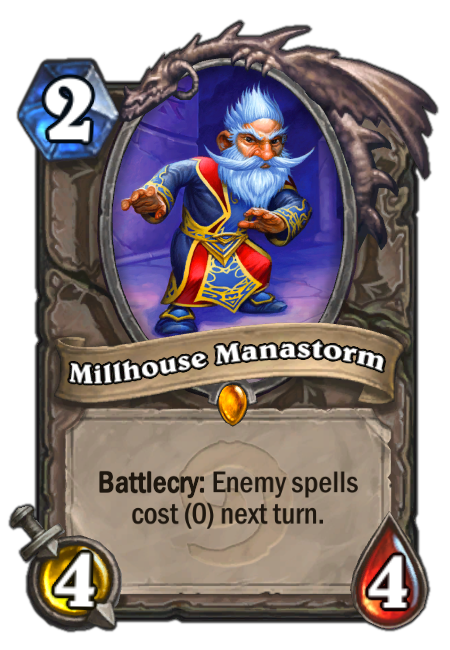 2
Millhouse Manastorm
Battlecry: Enemy spells
cost (0) next turn.
4
4